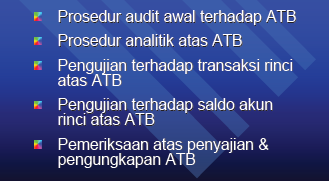 Prosedur audit awal terhadap ATB
Prosedur analitik atas ATB
Pengujian terhadap transaksi rinci
atas ATB
Pengujian terhadap saldo akun
rinci atas ATB
Pemeriksaan atas penyajian &
pengungkapan ATB